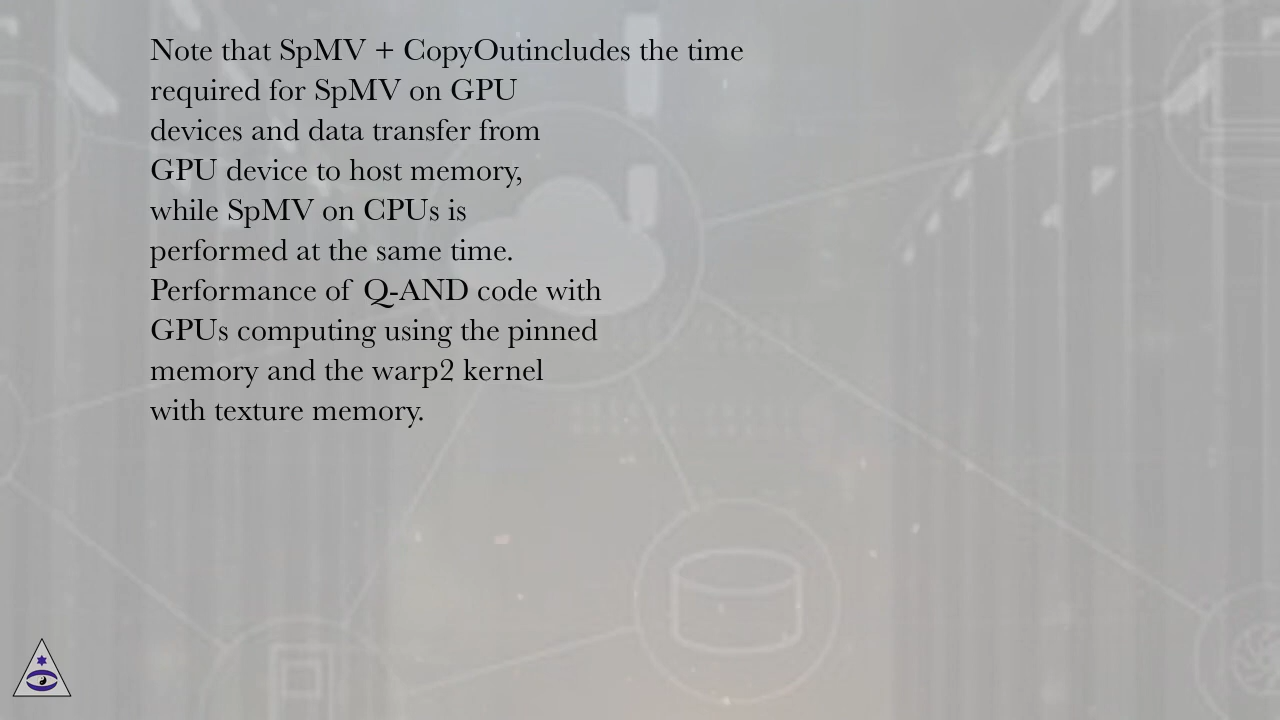 Note that SpMV + CopyOutincludes the time
required for SpMV on GPU
devices and data transfer from
GPU device to host memory,
while SpMV on CPUs is
performed at the same time.
Performance of Q-AND code with
GPUs computing using the pinned
memory and the warp2 kernel
with texture memory.